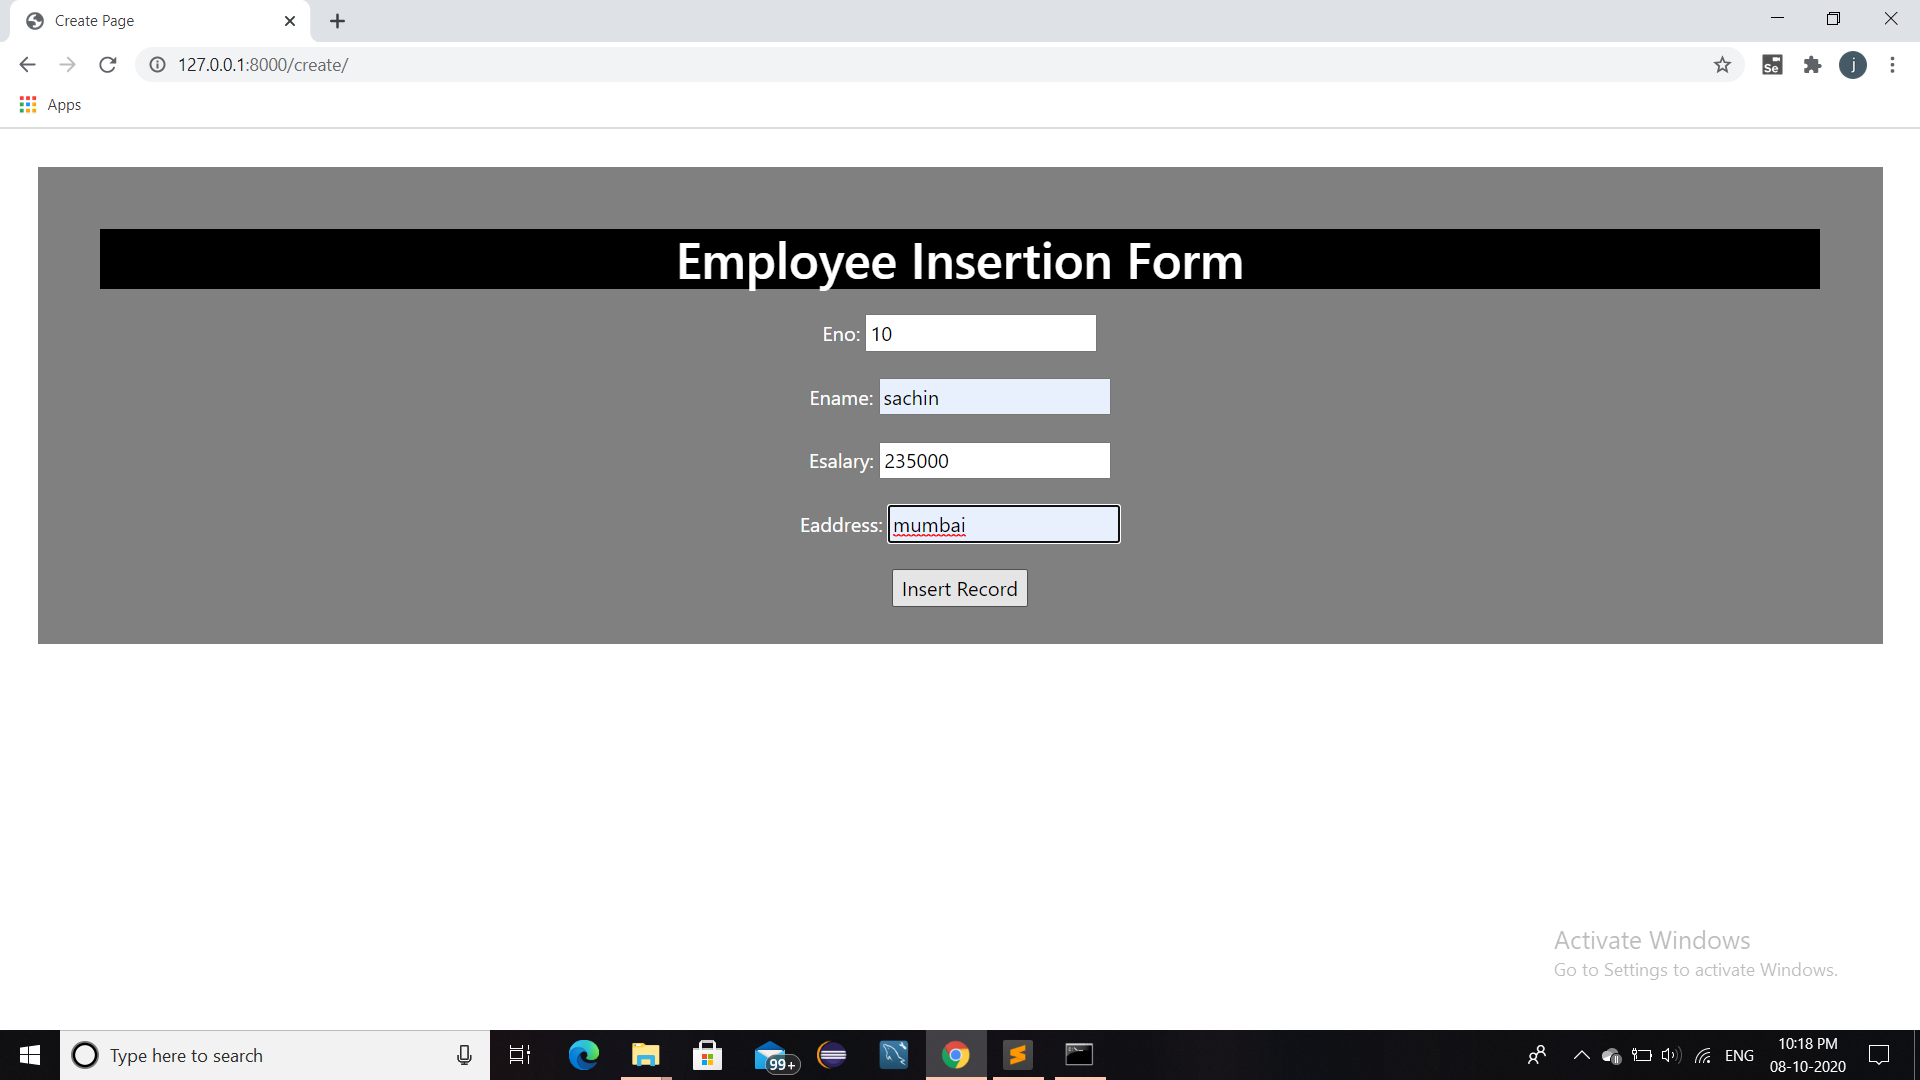 Create Page
127.0.0.1:8000/create/
Se
j
Apps
Employee Insertion Form
Eno: 10
Ename: sachin
Esalary: 235000
Eaddress: mumbai
Insert Record
Activate Windows
Go to Settings to activate Windows.
Type here to search
99+
ENG
10:18 PM
08-10-2020